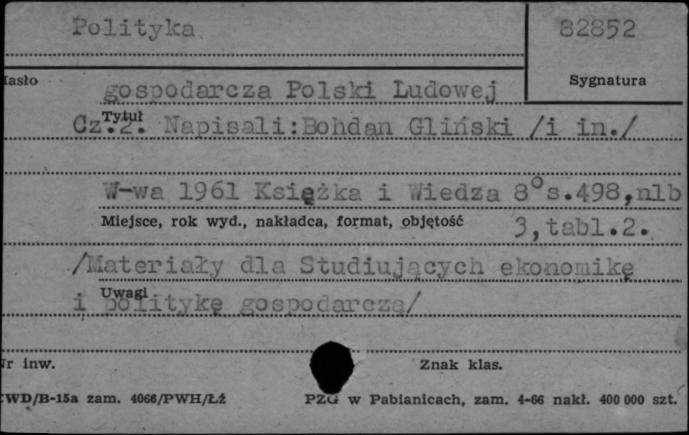 Polityka 82852
Hasło Sygnatura
gospodarcza Polski Ludowej
Tytuł
Cz.2. Napisali:Bohdan Gliński /i in./
W-wa 1961 Książka i Wiedza 8° s.498,nlb
Miejsce, rok wyd., nakładca, format, objętość 3,tabl.2.
/Materiały dla Studiujących ekonomikę
Uwagi
i politykę gospodarczą/
Nr inw. Znak klas.
CWD/B-15a zam. 4066/PWH/Łż PZG w Pabianicach, zam. 4-66 nakł. 400 000 szt.